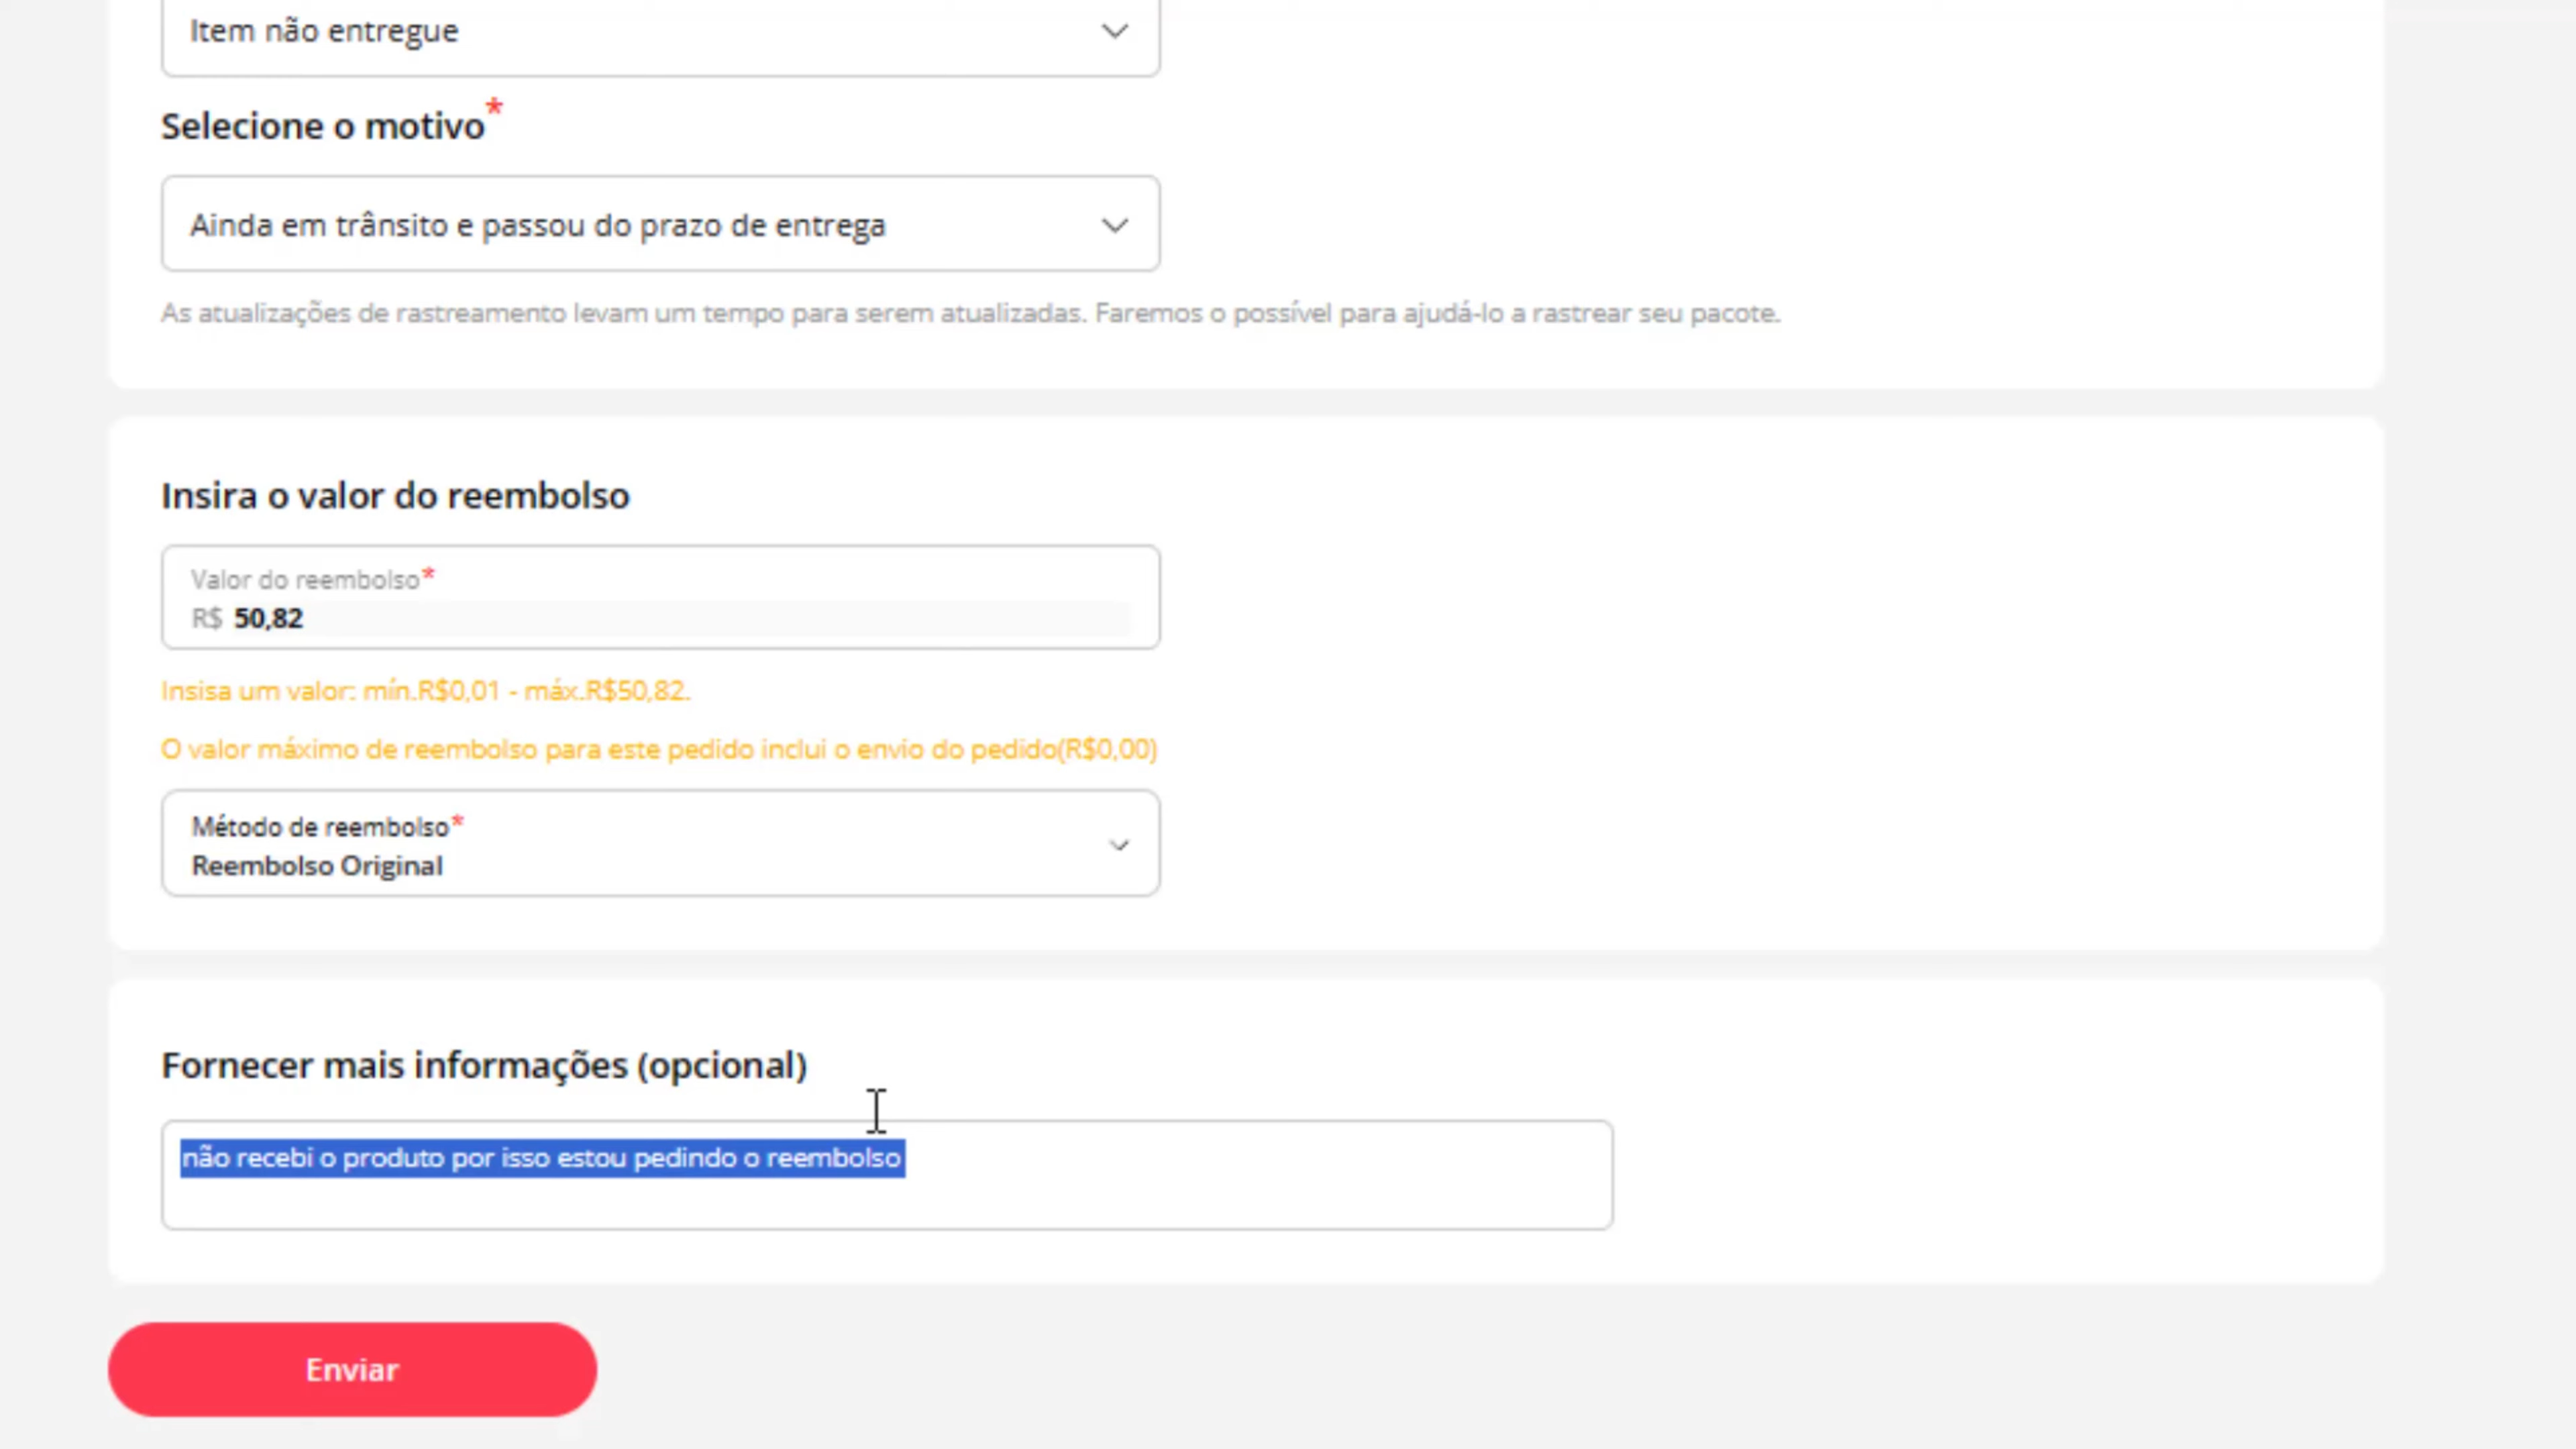 Item não entregue
Selecione o motivo*
Ainda em trânsito e passou do prazo de entrega
As atualizações de rastreamento levam um tempo para serem atualizadas. Faremos o possível para ajudá-lo a rastrear seu pacote.
Insira o valor do reembolso
Valor do reembolso*
R$ 50,82
Insisa um valor: mín.R$0,01 - máx.R$50,82.
O valor máximo de reembolso para este pedido inclui o envio do pedido(R$0,00)
Método de reembolso*
Reembolso Original
Fornecer mais informações (opcional)
não recebi o produto por isso estou pedindo o reembolso
Enviar